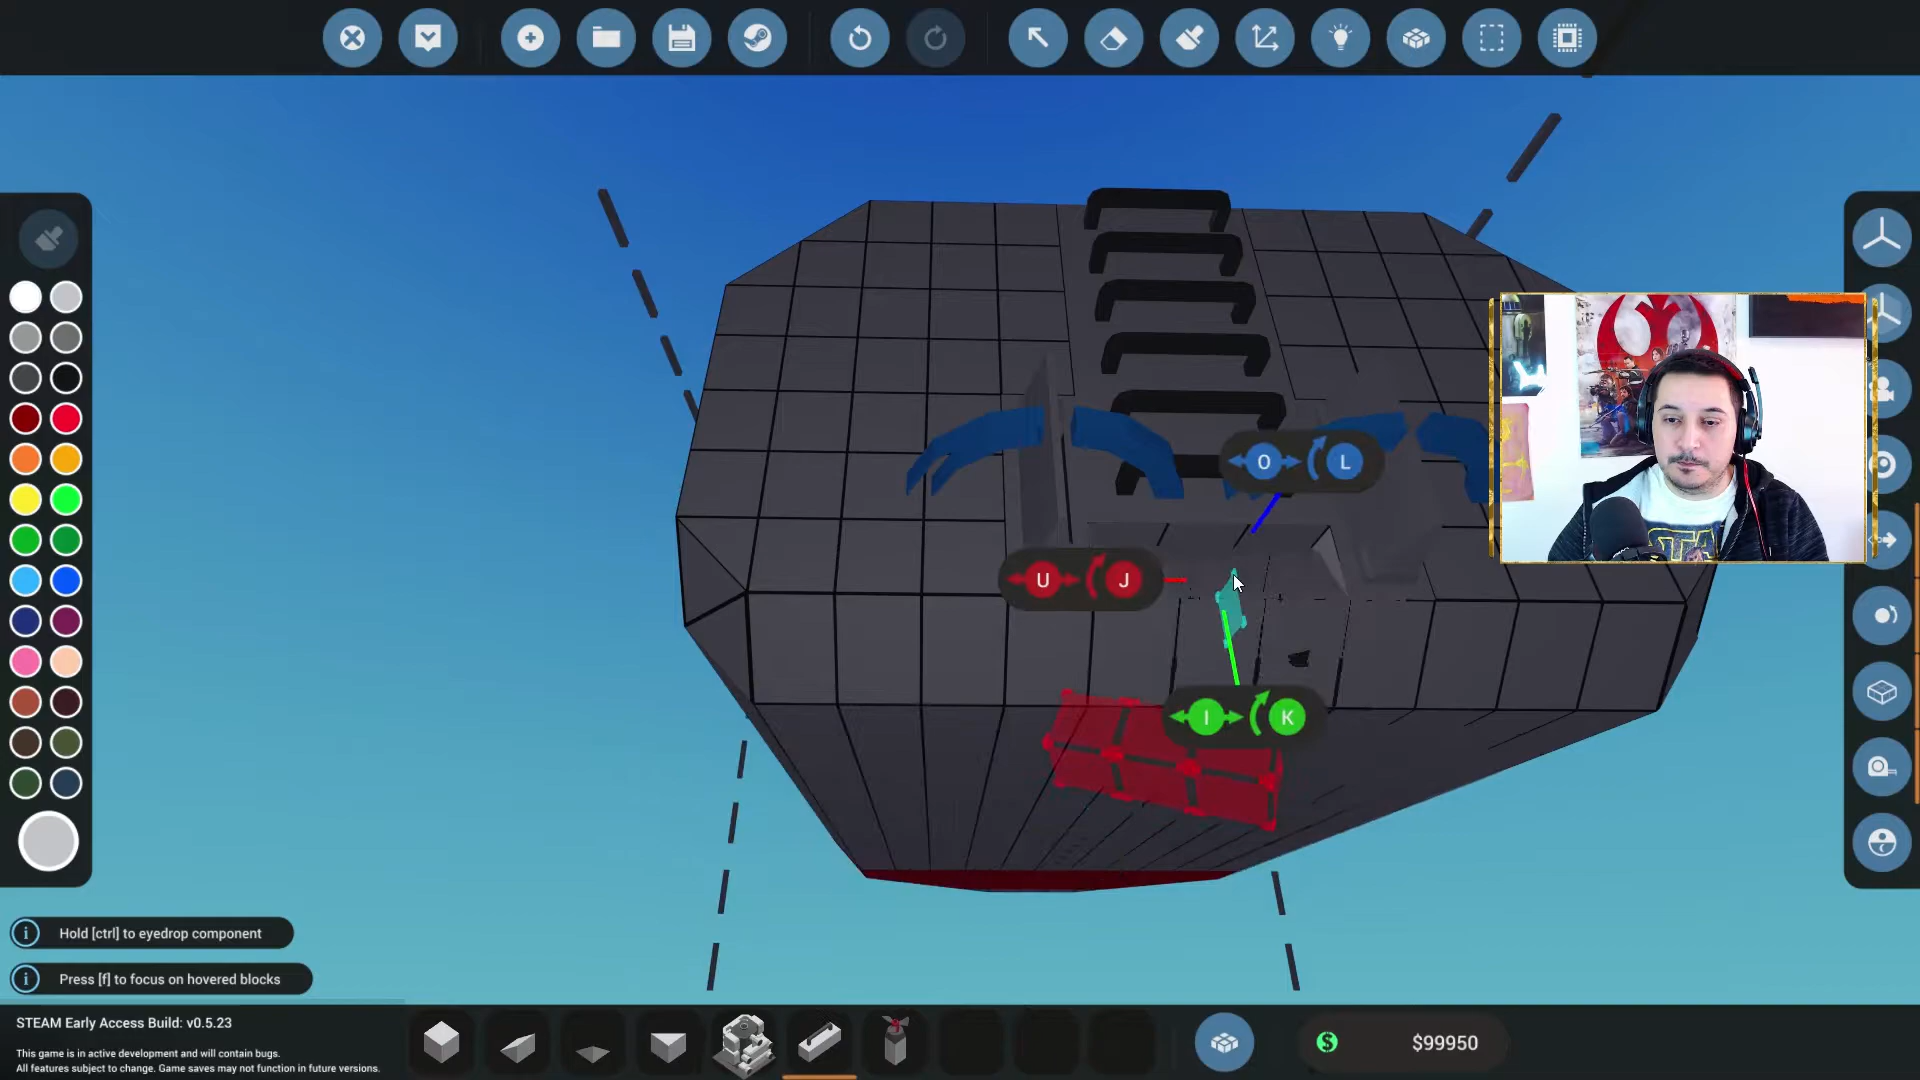 O
L
U
J
I
K
Hold [ctrl] to eyedrop component
Press [f] to focus on hovered blocks
STEAM Early Access Build: v0.5.23
This game is in active development and will contain bugs.
All features subject to change. Game saves may not function in future versions.
$
$99950